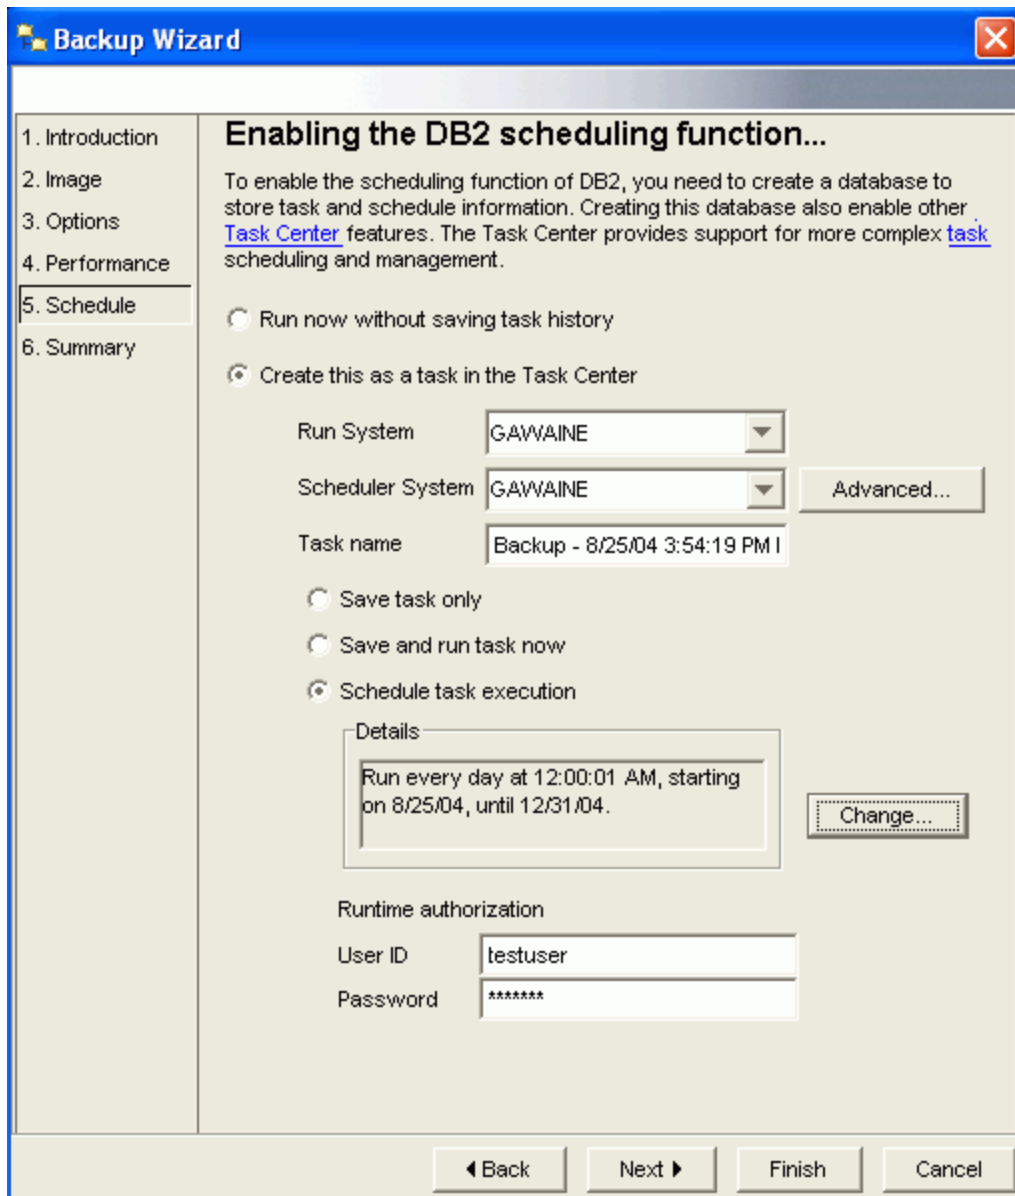 Backup Wizard
1. Introduction
2. Image
3. Options
4. Performance
5. Schedule
6. Summary
Enabling the DB2 scheduling function...
To enable the scheduling function of DB2, you need to create a database to
store task and schedule information. Creating this database also enable other
Task Center features. The Task Center provides support for more complex task
scheduling and management.
Run now without saving task history
Create this as a task in the Task Center
Run System GAWAINE
Scheduler System GAWAINE Advanced...
Task name Backup - 8/25/04 3:54:19 PM
Save task only
Save and run task now
Schedule task execution
Details
Run every day at 12:00:01 AM, starting
on 8/25/04, until 12/31/04.
Change...
Runtime authorization
User ID testuser
Password *******
Back Next Finish Cancel